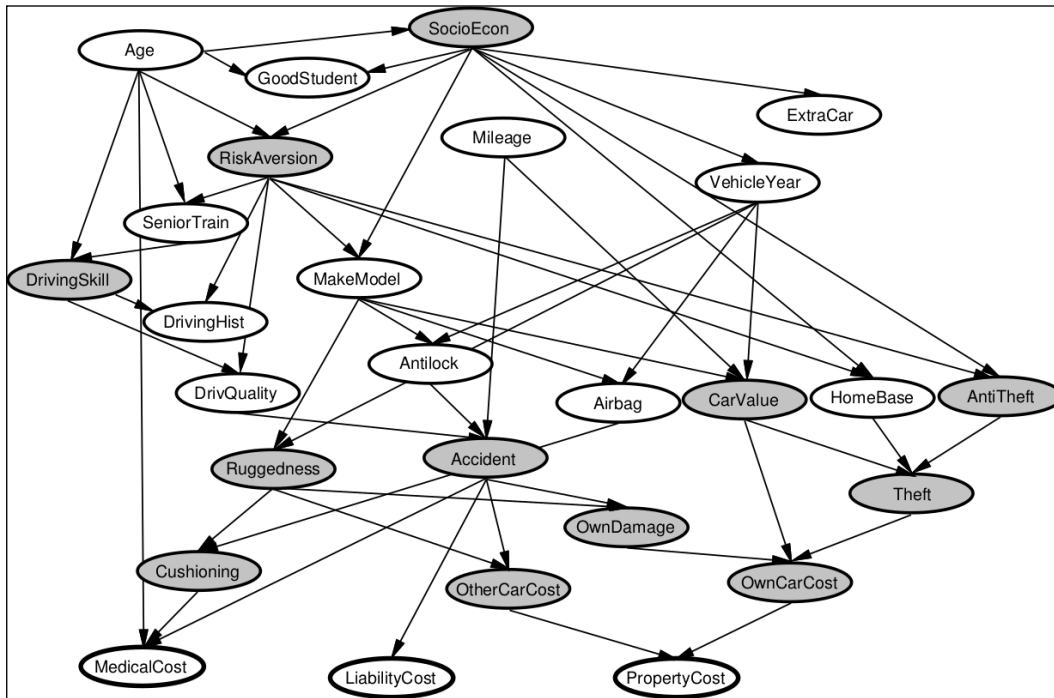 SocioEcon
Age
GoodStudent
ExtraCar
Mileage
RiskAversion
VehicleYear
SeniorTrain
DrivingSkill
MakeModel
DrivingHist
Antilock
DrivQuality
Airbag
CarValue
HomeBase
AntiTheft
Ruggedness
Accident
Theft
OwnDamage
Cushioning
OtherCarCost
OwnCarCost
MedicalCost
LiabilityCost
PropertyCost